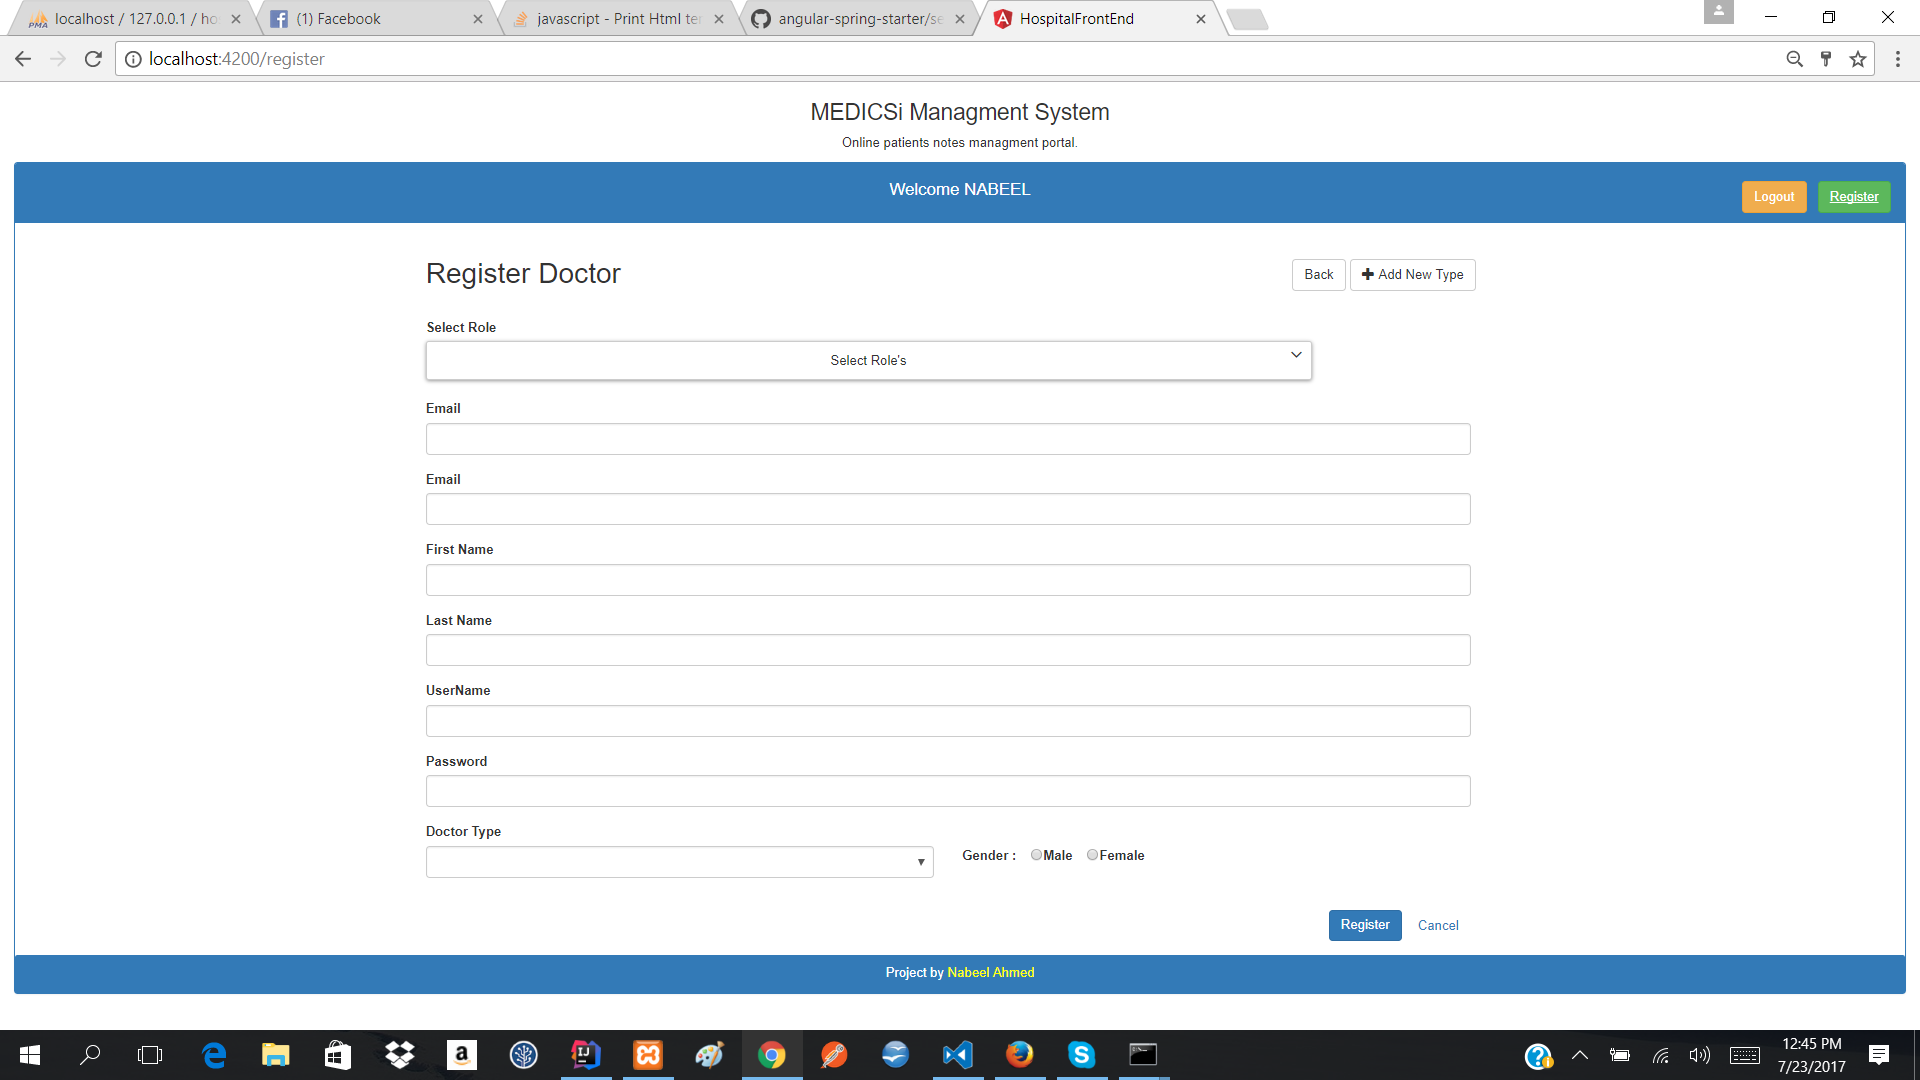 localhost / 127.0.0.1 / ho
(1) Facebook
javascript - Print Html te
angular-spring-starter/se
HospitalFrontEnd
localhost:4200/register
MEDICSi Managment System
Online patients notes managment portal.
Welcome NABEEL
Logout
Register
Register Doctor
Back
Add New Type
Select Role
Select Role's
Email
Email
First Name
Last Name
UserName
Password
Doctor Type
Gender :
Male
Female
Register
Cancel
Project by Nabeel Ahmed
12:45 PM
7/23/2017